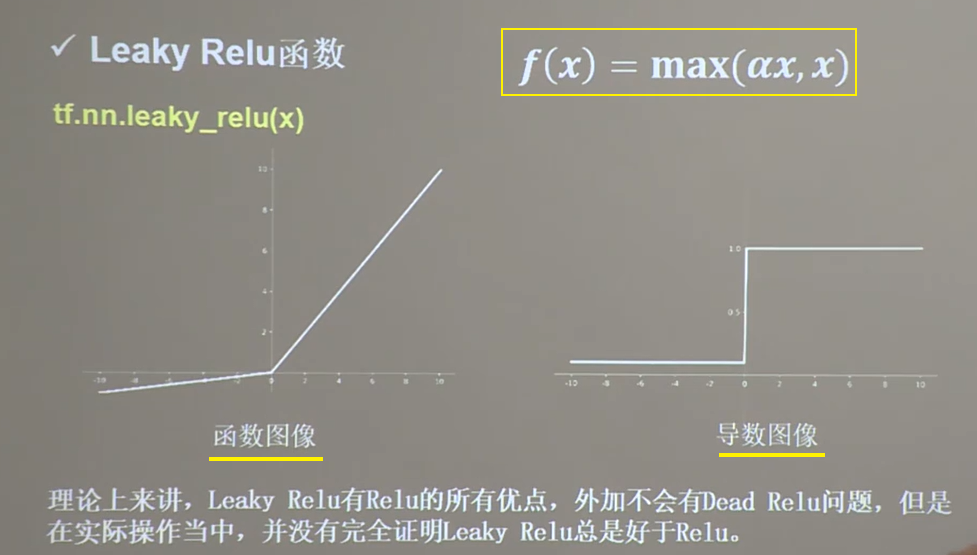 ✓ Leaky Relu函数
f(x) = max(αx, x)
tf.nn.leaky_relu(x)
10
8
6
4
2
-10 -8 -6 -4 -2 0 2 4 6 8 10
1.0
0.5
-10 -8 -6 -4 -2 0 2 4 6 8 10
函数图像
导数图像
理论上来讲，Leaky Relu有Relu的所有优点，外加不会有Dead Relu问题，但是
在实际操作当中，并没有完全证明Leaky Relu总是好于Relu。